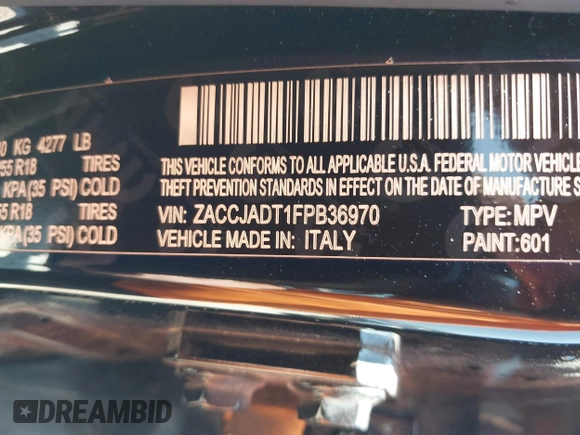 KG 4277 LB
55 R18 TIRES
KPA(35 PSI) COLD
R18 TIRES
KPA(35 PSI) COLD
THIS VEHICLE CONFORMS TO ALL APPLICABLE U.S.A. FEDERAL MOTOR VEHICLE
THEFT PREVENTION STANDARDS IN EFFECT ON THE DATE OF MANUFACTURE
VIN: ZACCJADT1FPB36970 TYPE: MPV
VEHICLE MADE IN: ITALY PAINT:601
DREAMBID